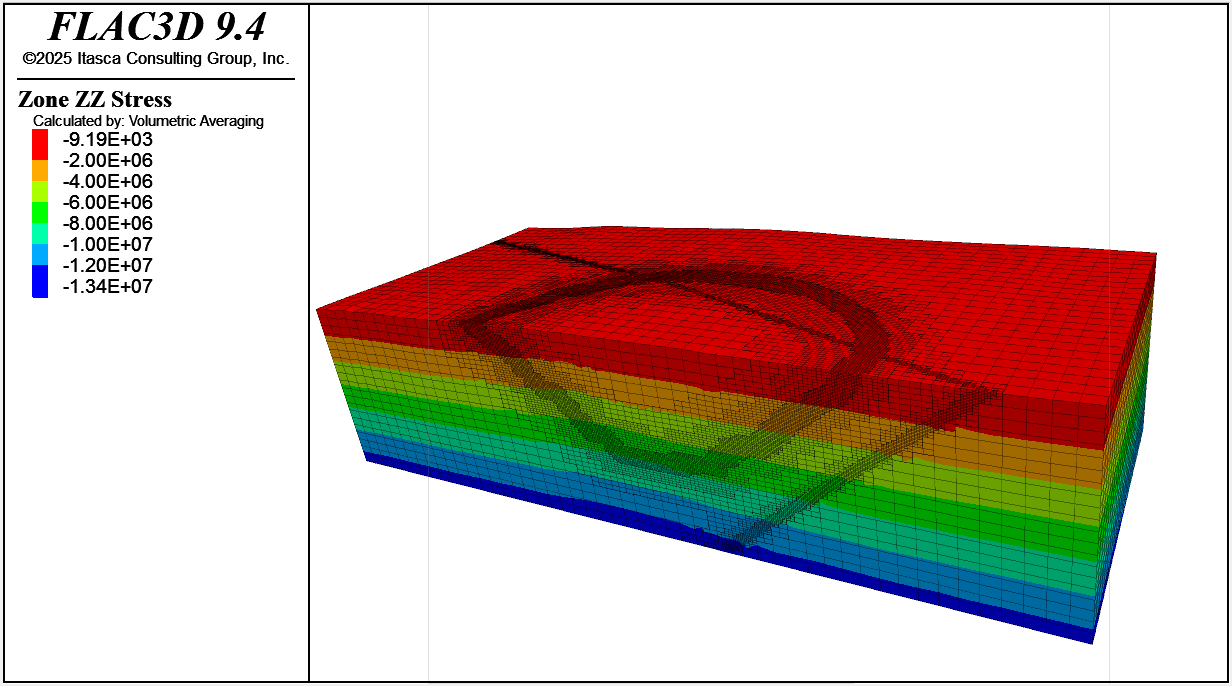 FLAC3D 9.4
©2025 Itasca Consulting Group, Inc.
Zone ZZ Stress
Calculated by: Volumetric Averaging
-9.19E+03
-2.00E+06
-4.00E+06
-6.00E+06
-8.00E+06
-1.00E+07
-1.20E+07
-1.34E+07